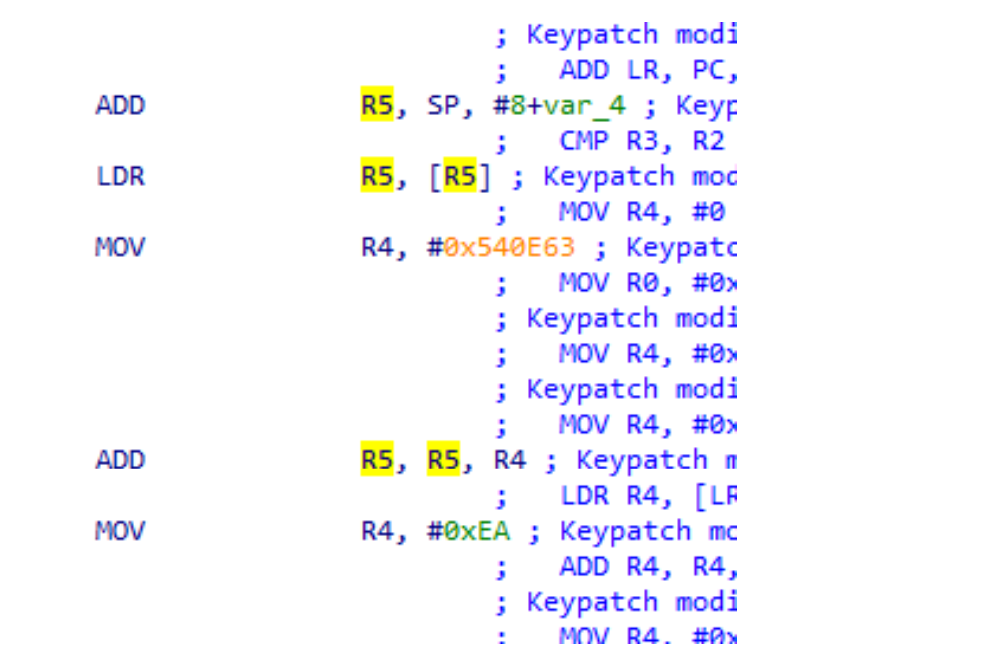 ; Keypatch modi
; ADD LR, PC,
ADD R5, SP, #8+var_4 ; Keyp
; CMP R3, R2
LDR R5, [R5] ; Keypatch mod
; MOV R4, #0
MOV R4, #0x540E63 ; Keypatc
; MOV R0, #0x
; Keypatch modi
; MOV R4, #0x
; Keypatch modi
; MOV R4, #0x
ADD R5, R5, R4 ; Keypatch m
; LDR R4, [LR
MOV R4, #0xEA ; Keypatch mo
; ADD R4, R4,
; Keypatch modi
; MOV R4, #0x